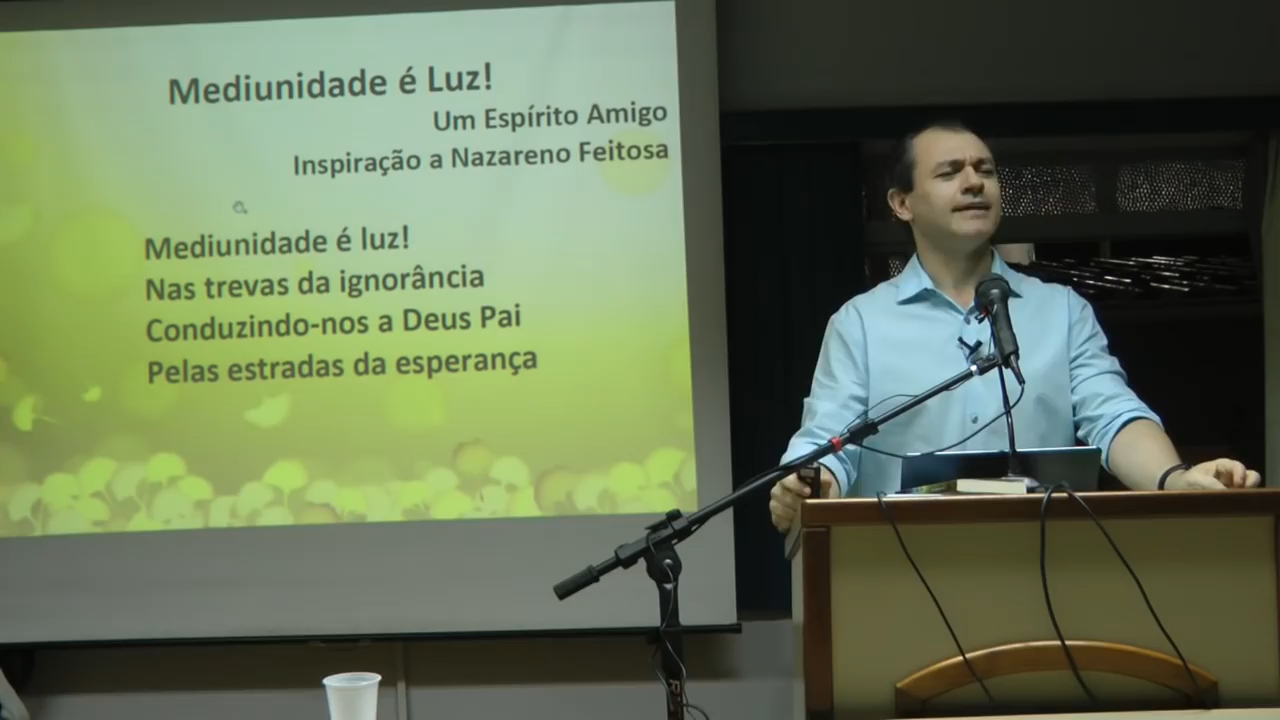 Mediunidade é Luz!
Um Espírito Amigo
Inspiração a Nazareno Feitosa
Mediunidade é luz!
Nas trevas da ignorância
Conduzindo-nos a Deus Pai
Pelas estradas da esperança